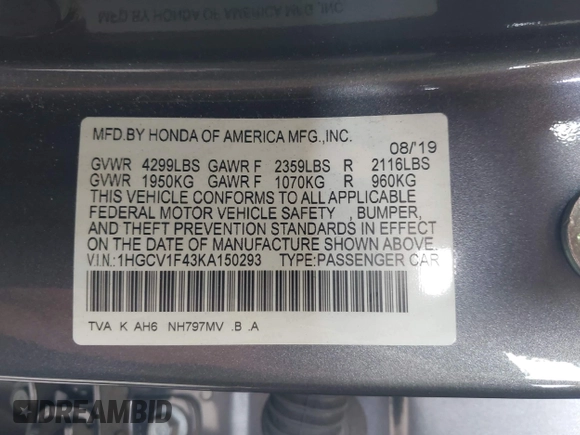 MFD.BY HONDA OF AMERICA MFG.,INC.
08/'19
GVWR 4299LBS GAWR F 2359LBS R 2116LBS
GVWR 1950KG GAWR F 1070KG R 960KG
THIS VEHICLE CONFORMS TO ALL APPLICABLE
FEDERAL MOTOR VEHICLE SAFETY , BUMPER,
AND THEFT PREVENTION STANDARDS IN EFFECT
ON THE DATE OF MANUFACTURE SHOWN ABOVE.
V.I.N.:1HGCV1F43KA150293 TYPE:PASSENGER CAR
TVA K AH6 NH797MV .B .A
DREAMBID